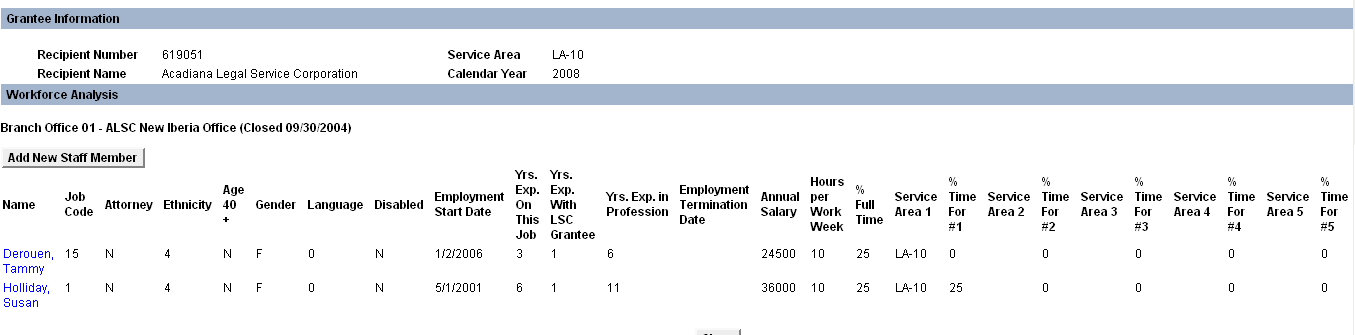 Grantee Information
Recipient Number 619051 Service Area LA-10
Recipient Name Acadiana Legal Service Corporation Calendar Year 2008
Workforce Analysis
Branch Office 01 - ALSC New Iberia Office (Closed 09/30/2004)
Add New Staff Member
Name Job Code Attorney Ethnicity Age 40 + Gender Language Disabled Employment Start Date Yrs. Exp. On This Job Yrs. Exp. With LSC Grantee Yrs. Exp. in Profession Employment Termination Date Annual Salary Hours per Work Week % Full Time Service Area 1 % Time For #1 Service Area 2 % Time For #2 Service Area 3 % Time For #3 Service Area 4 % Time For #4 Service Area 5 % Time For #5
Derouen, Tammy 15 N 4 N F 0 N 1/2/2006 3 1 6 24500 10 25 LA-10 0 0 0 0 0
Holliday, Susan 1 N 4 N F 0 N 5/1/2001 6 1 11 36000 10 25 LA-10 25 0 0 0 0